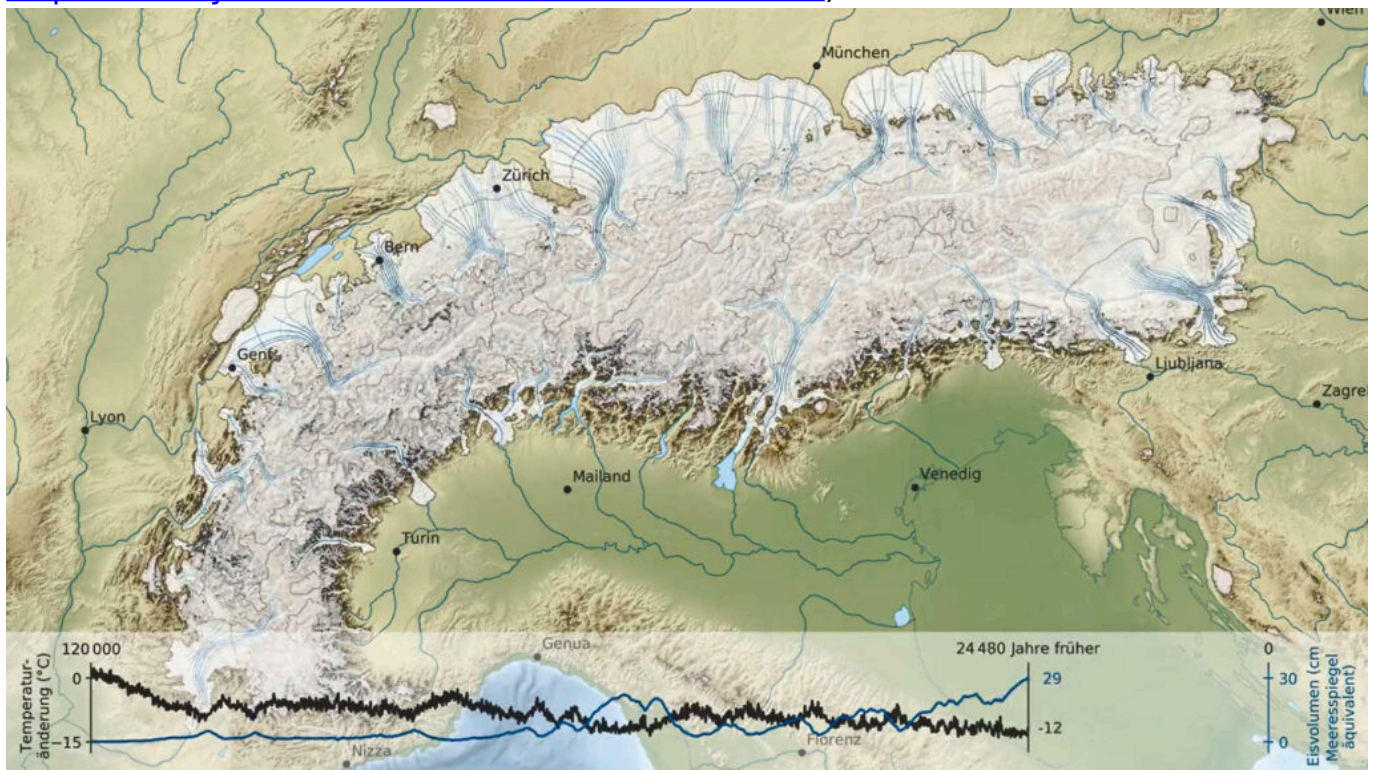 Wien
München
Zürich
Bern
Genf
Lyon
Ljubljana
Zagreb
Mailand
Venedig
Turin
Genua
120 000
24 480 Jahre früher
0
Temperatur-
änderung (°C)
0
−15
29
-12
30
0
Eisvolumen (cm
Meeresspiegel
äquivalent)
Nizza
Florenz